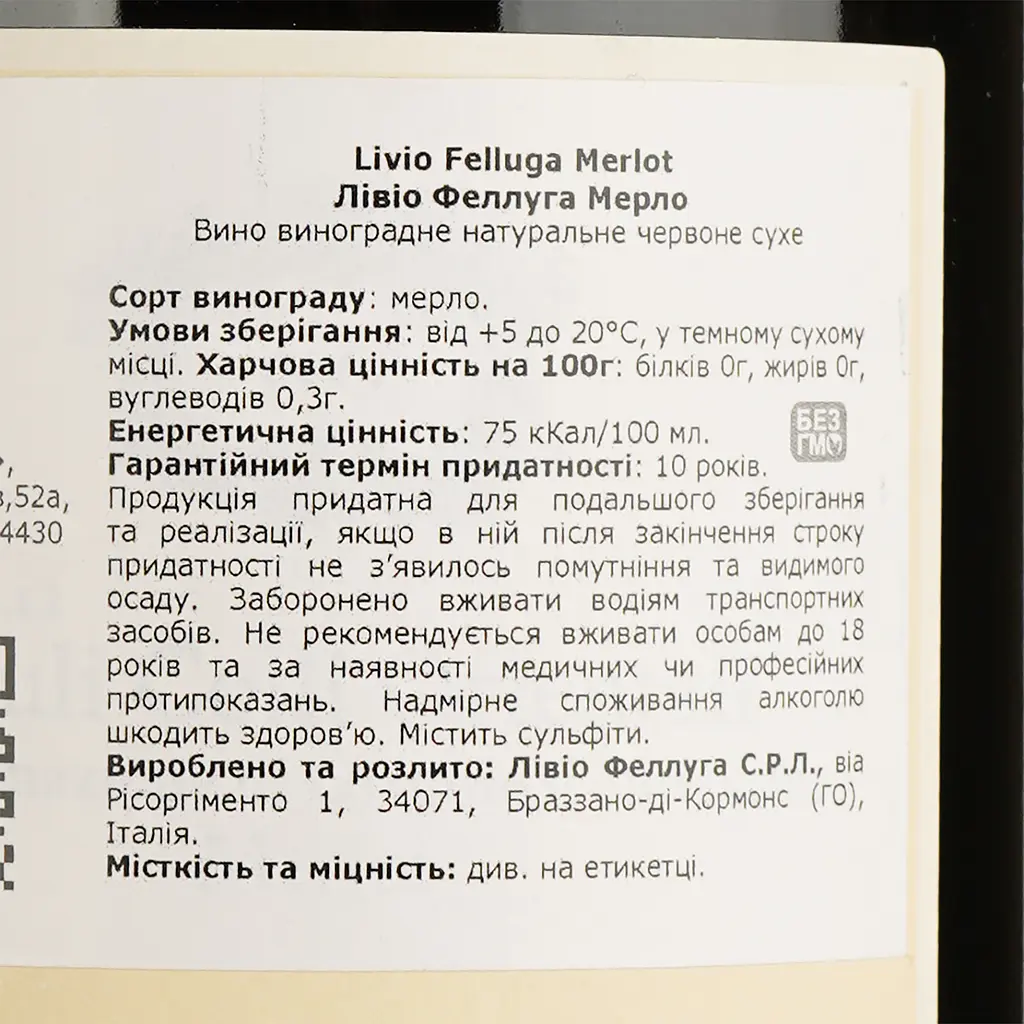 Livio Felluga Merlot
Лівіо Феллуга Мерло
Вино виноградне натуральне червоне сухе
Сорт винограду: мерло.
Умови зберігання: від +5 до 20°С, у темному сухому
місці. Харчова цінність на 100г: білків 0г, жирів 0г,
вуглеводів 0,3г.
Енергетична цінність: 75 кКал/100 мл.
БЕЗ
ГМО
Гарантійний термін придатності: 10 років.
Продукція придатна для подальшого зберігання
та реалізації, якщо в ній після закінчення строку
придатності не з’явилось помутніння та видимого
осаду. Заборонено вживати водіям транспортних
засобів. Не рекомендується вживати особам до 18
років та за наявності медичних чи професійних
протипоказань. Надмірне споживання алкоголю
шкодить здоров’ю. Містить сульфіти.
Вироблено та розлито: Лівіо Феллуга С.Р.Л., віа
Рісоргіменто 1, 34071, Браззано-ді-Кормонс (ГО),
Італія.
Місткість та міцність: див. на етикетці.
52а,
4430